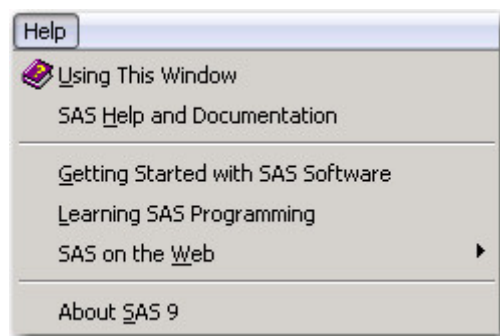 Help
Using This Window
SAS Help and Documentation
Getting Started with SAS Software
Learning SAS Programming
SAS on the Web
About SAS 9